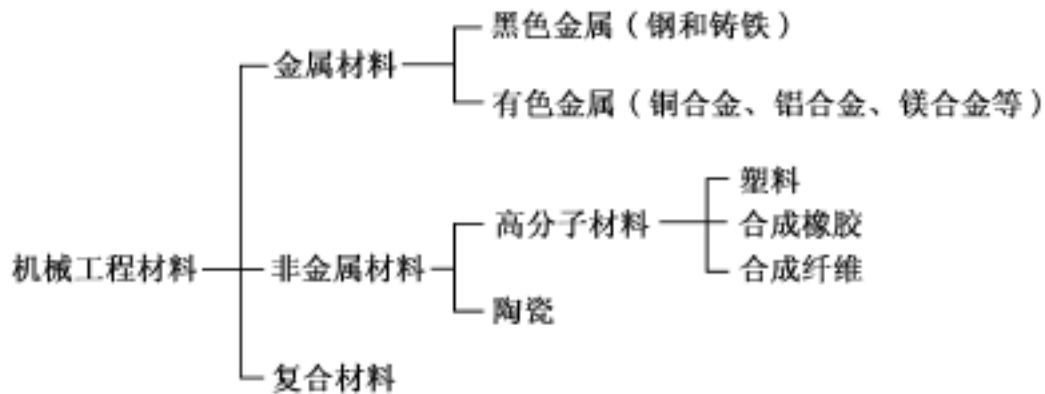 黑色金属（钢和铸铁）
金属材料
有色金属（铜合金、铝合金、镁合金等）
塑料
高分子材料
合成橡胶
机械工程材料
非金属材料
合成纤维
陶瓷
复合材料